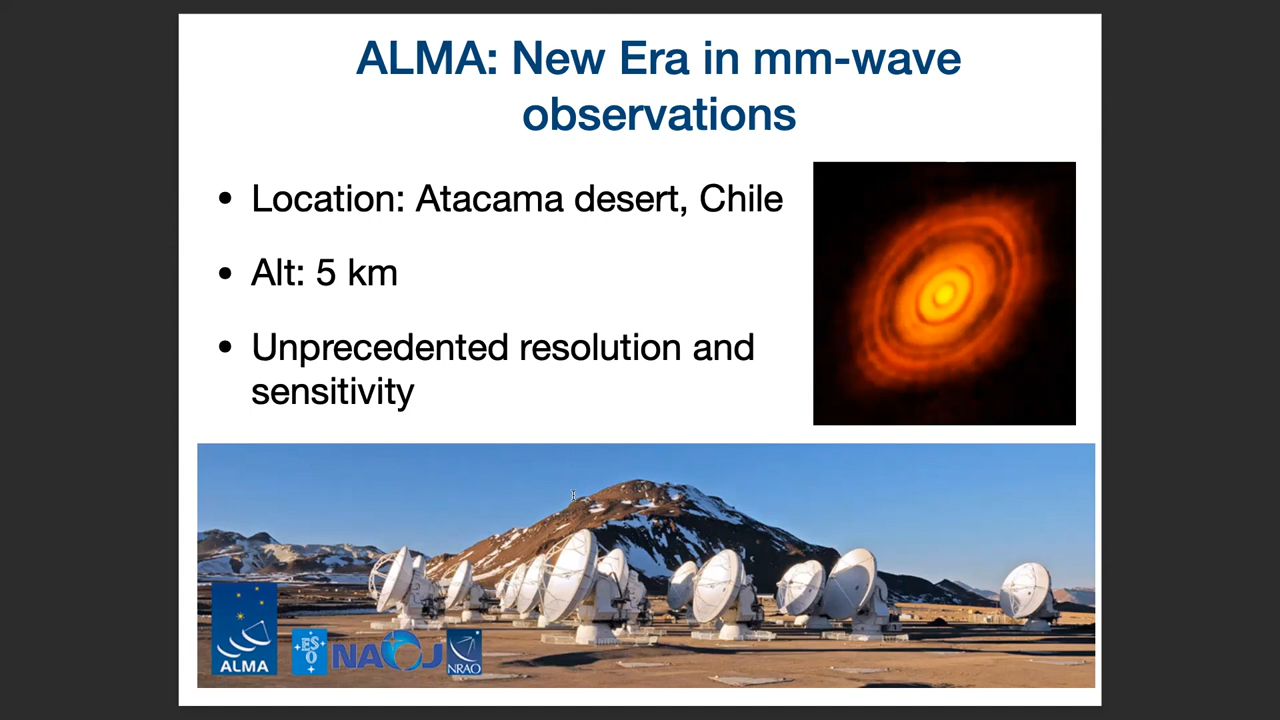 ALMA: New Era in mm-wave
observations
• Location: Atacama desert, Chile
• Alt: 5 km
• Unprecedented resolution and
sensitivity
ALMA
ES
O
NAOJ
NRAO